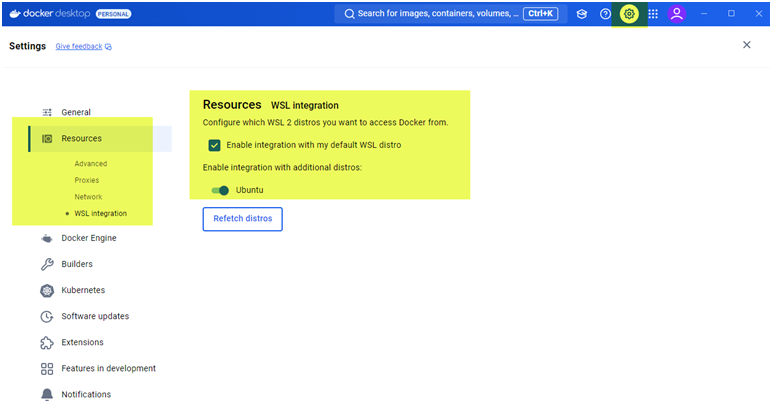 docker desktop PERSONAL
Search for images, containers, volumes, ... Ctrl+K
Settings Give feedback
General
Resources
Advanced
Proxies
Network
WSL integration
Docker Engine
Builders
Kubernetes
Software updates
Extensions
Features in development
Notifications
Resources WSL integration
Configure which WSL 2 distros you want to access Docker from.
Enable integration with my default WSL distro
Enable integration with additional distros:
Ubuntu
Refetch distros